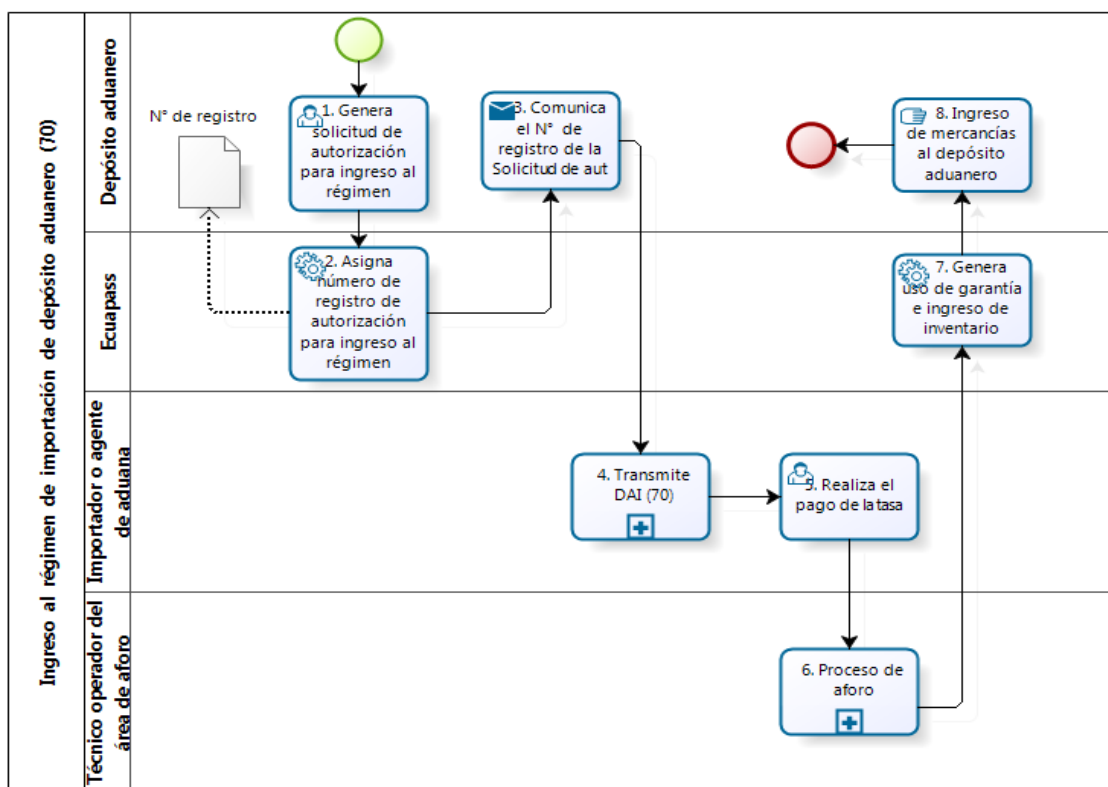 Ingreso al régimen de importación de depósito aduanero (70)
Depósito aduanero
N° de registro
1. Genera
solicitud de
autorización
para ingreso al
régimen
3. Comunica
el N° de
registro de la
Solicitud de aut
8. Ingreso
de mercancías
al depósito
aduanero
Ecuapass
2. Asigna
número de
registro de
autorización
para ingreso al
régimen
7. Genera
uso de garantía
e ingreso de
inventario
Importador o agente
de aduana
4. Transmite
DAI (70)
5. Realiza el
pago de la tasa
Técnico operador del
área de aforo
6. Proceso de
aforo